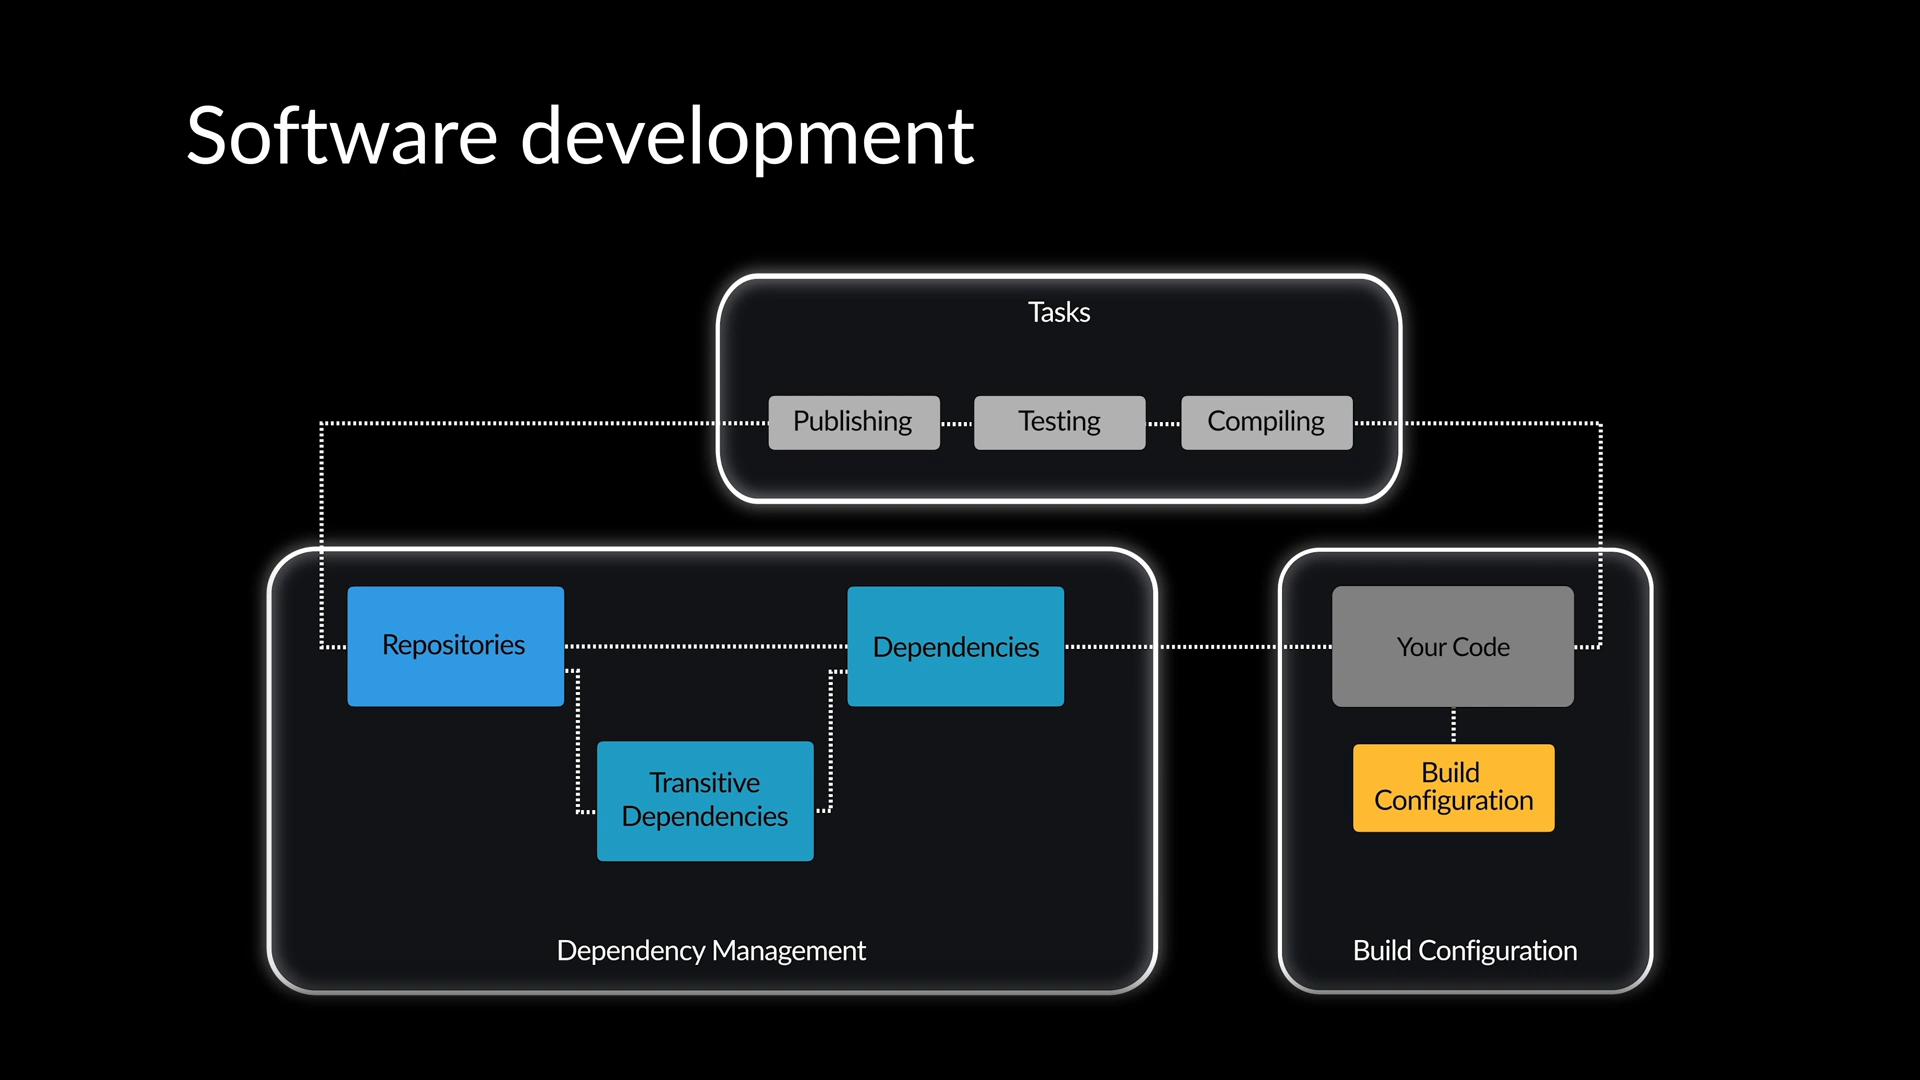 Software development
Tasks
Publishing
Testing
Compiling
Repositories
Dependencies
Your Code
Transitive
Dependencies
Build
Configuration
Dependency Management
Build Configuration